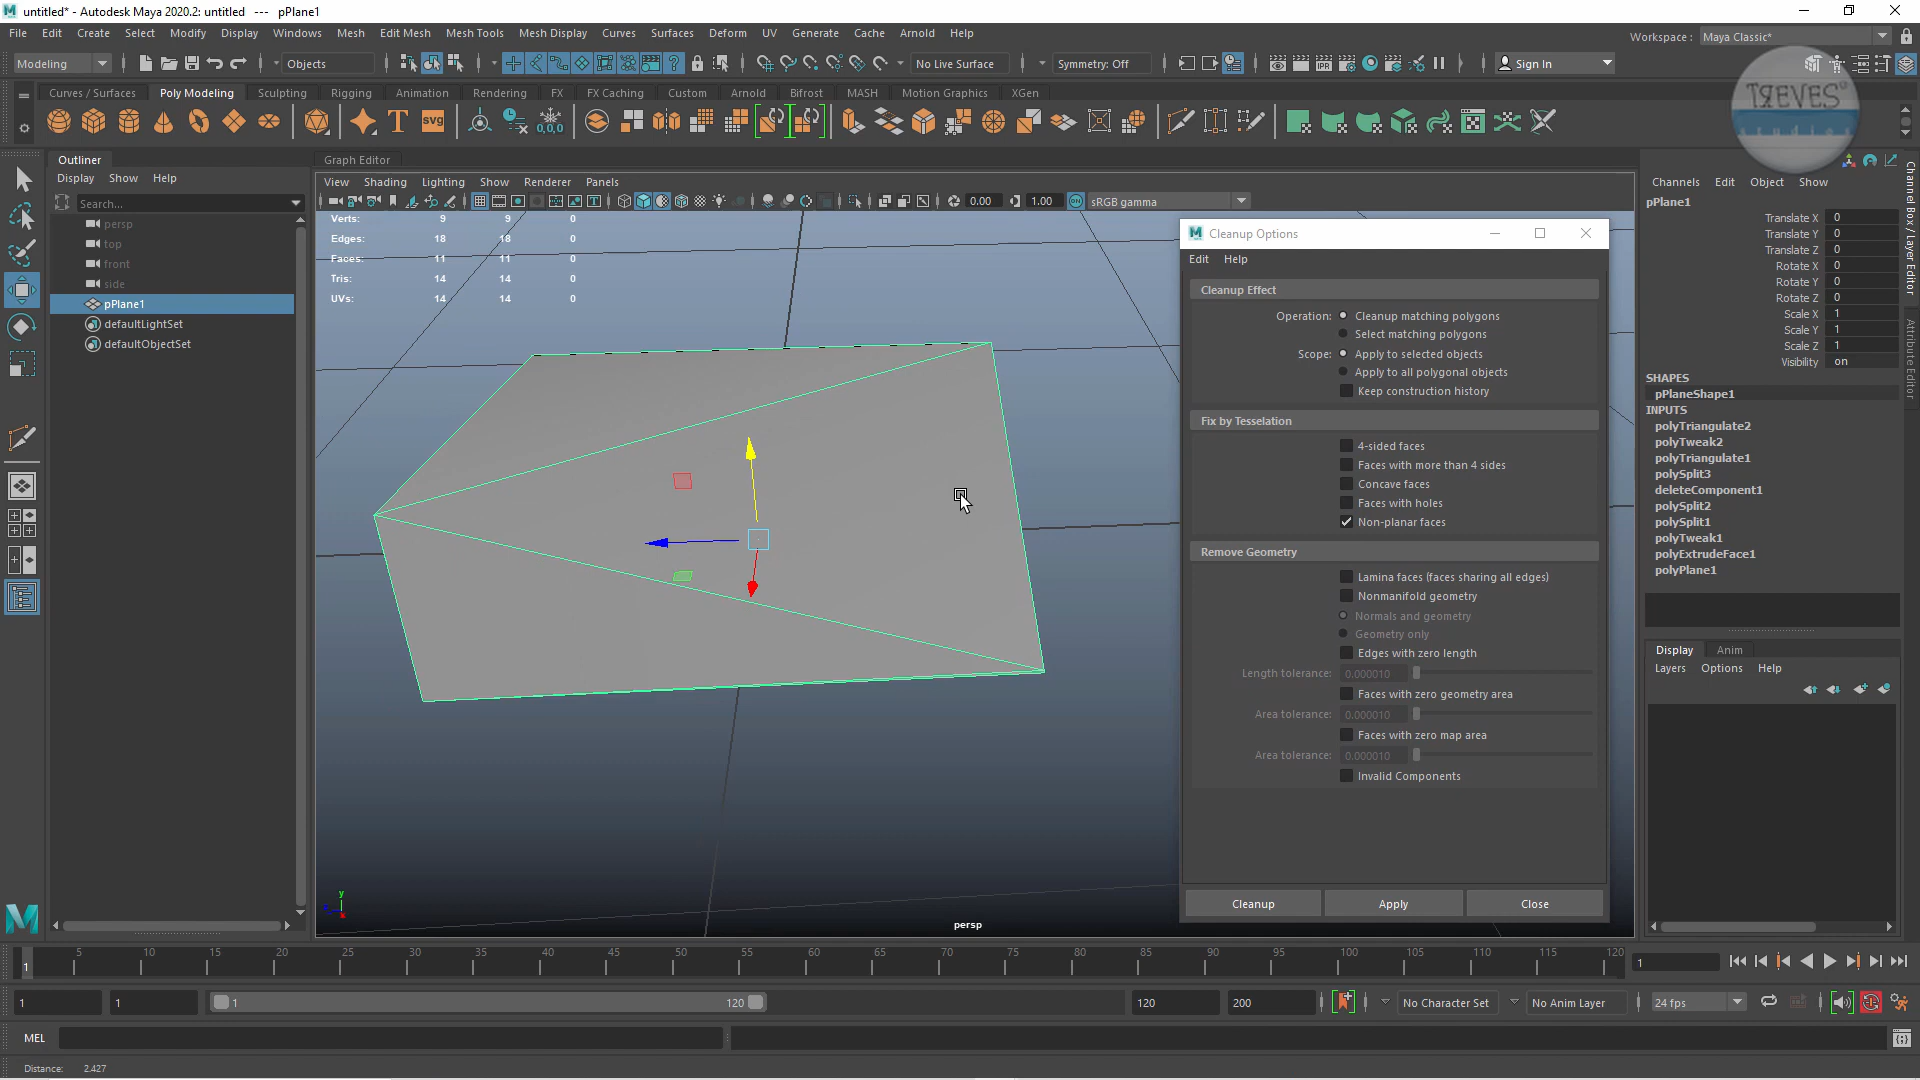 untitled* - Autodesk Maya 2020.2: untitled --- pPlane1
File Edit Create Select Modify Display Windows Mesh Edit Mesh Mesh Tools Mesh Display Curves Surfaces Deform UV Generate Cache Arnold Help
Workspace : Maya Classic*
Modeling Objects No Live Surface Symmetry: Off Sign In
Curves / Surfaces Poly Modeling Sculpting Rigging Animation Rendering FX FX Caching Custom Arnold Bifrost MASH Motion Graphics XGen
Outliner
Display Show Help
Search...
persp
top
front
side
pPlane1
defaultLightSet
defaultObjectSet
Graph Editor
View Shading Lighting Show Renderer Panels
0.00 1.00 sRGB gamma
Verts: 9 9 0
Edges: 18 18 0
Faces: 11 11 0
Tris: 14 14 0
UVs: 14 14 0
persp
Cleanup Options
Edit Help
Cleanup Effect
Operation: Cleanup matching polygons
Select matching polygons
Scope: Apply to selected objects
Apply to all polygonal objects
Keep construction history
Fix by Tesselation
4-sided faces
Faces with more than 4 sides
Concave faces
Faces with holes
Non-planar faces
Remove Geometry
Lamina faces (faces sharing all edges)
Nonmanifold geometry
Normals and geometry
Geometry only
Edges with zero length
Length tolerance: 0.000010
Faces with zero geometry area
Area tolerance: 0.000010
Faces with zero map area
Area tolerance: 0.000010
Invalid Components
Cleanup Apply Close
Channels Edit Object Show
pPlane1
Translate X 0
Translate Y 0
Translate Z 0
Rotate X 0
Rotate Y 0
Rotate Z 0
Scale X 1
Scale Y 1
Scale Z 1
Visibility on
SHAPES
pPlaneShape1
INPUTS
polyTriangulate2
polyTweak2
polyTriangulate1
polySplit3
deleteComponent1
polySplit2
polySplit1
polyTweak1
polyExtrudeFace1
polyPlane1
Display Anim
Layers Options Help
Channel Box / Layer Editor
Attribute Editor
1 5 10 15 20 25 30 35 40 45 50 55 60 65 70 75 80 85 90 95 100 105 110 115 120
1
1 1 1 120 120 200 No Character Set No Anim Layer 24 fps
MEL
Distance: 2.427